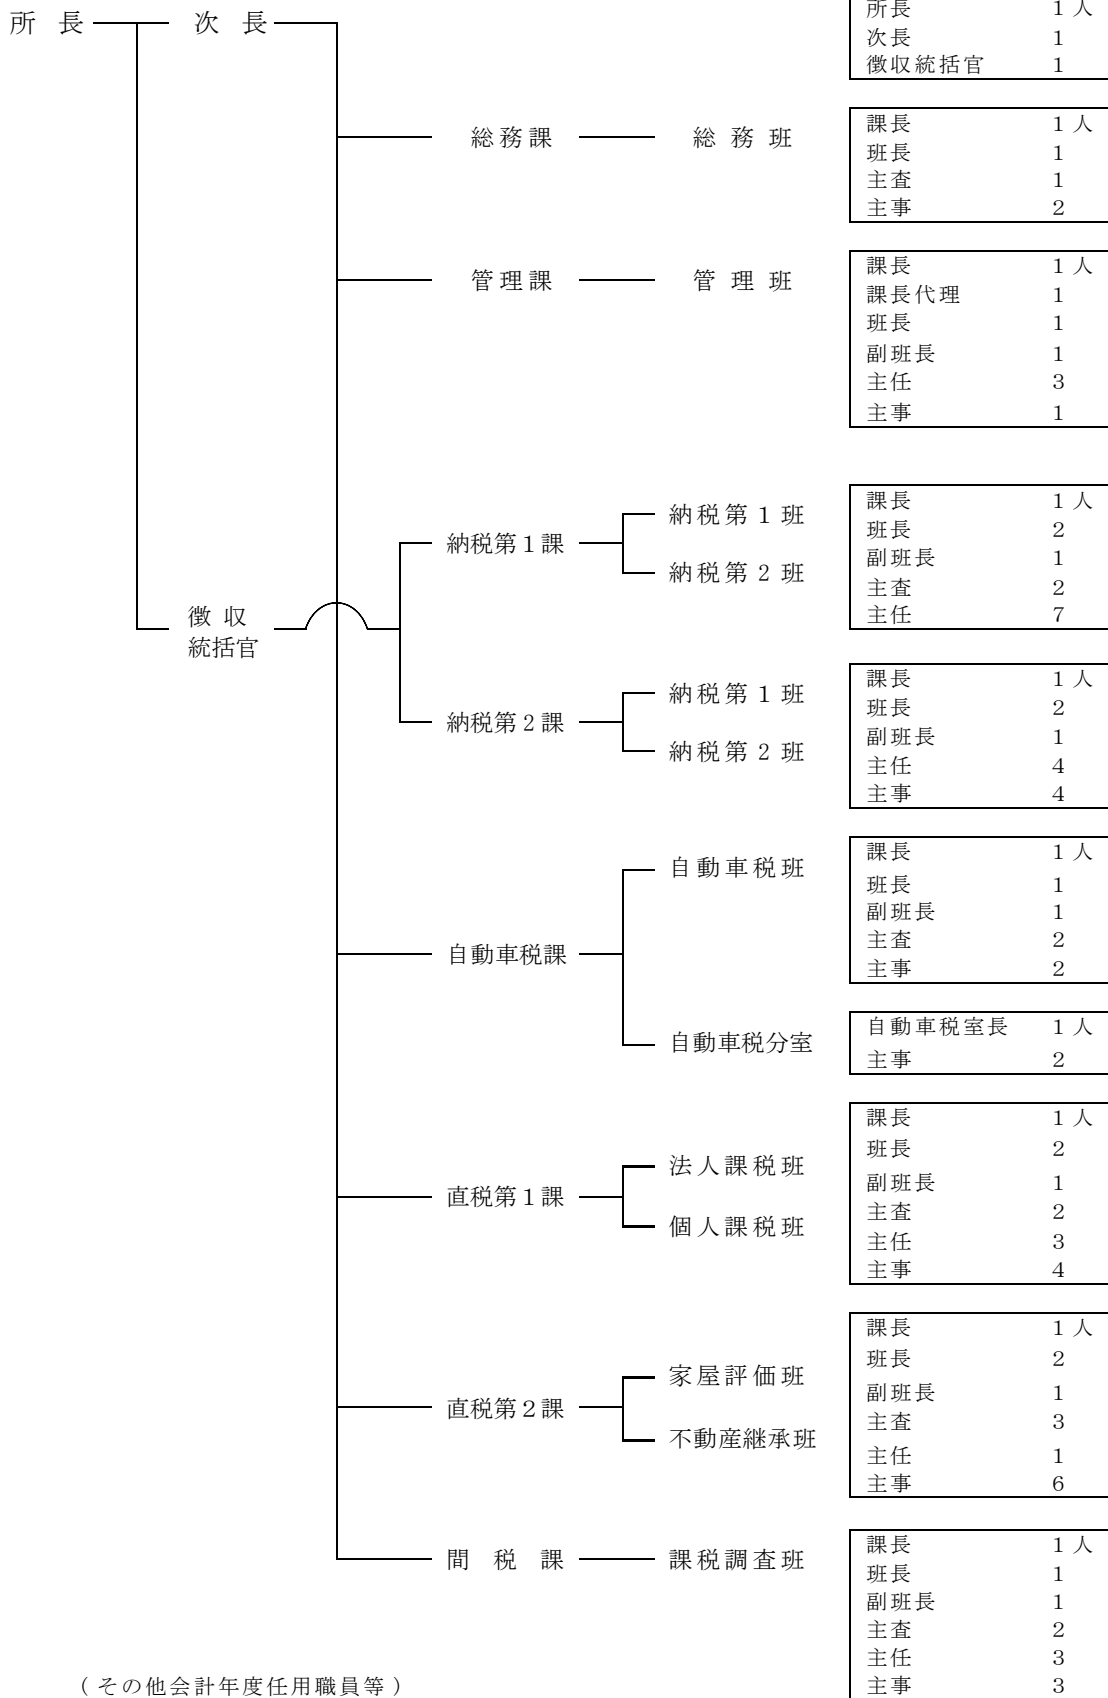 所長 次長
所長 1人
次長 1
徴収統括官 1
総務課 総務班
課長 1人
班長 1
主査 1
主事 2
管理課 管理班
課長 1人
課長代理 1
班長 1
副班長 1
主任 3
主事 1
徴収
統括官
納税第1課
納税第1班
納税第2班
課長 1人
班長 2
副班長 1
主査 2
主任 7
納税第2課
納税第1班
納税第2班
課長 1人
班長 2
副班長 1
主任 4
主事 4
自動車税課
自動車税班
課長 1人
班長 1
副班長 1
主査 2
主事 2
自動車税分室
自動車税室長 1人
主事 2
直税第1課
法人課税班
個人課税班
課長 1人
班長 2
副班長 1
主査 2
主任 3
主事 4
直税第2課
家屋評価班
不動産継承班
課長 1人
班長 2
副班長 1
主査 3
主任 1
主事 6
間税課 課税調査班
課長 1人
班長 1
副班長 1
主査 2
主任 3
主事 3
(その他会計年度任用職員等)